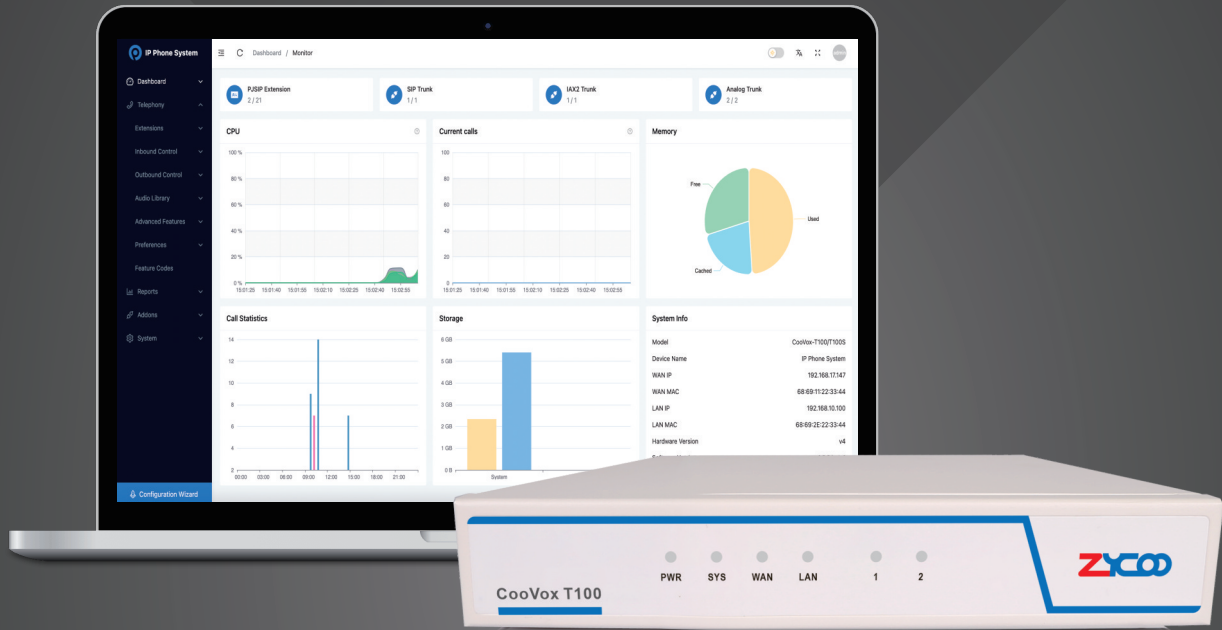 IP Phone System
Dashboard / Monitor
admin
Dashboard
Telephony
Extensions
Inbound Control
Outbound Control
Audio Library
Advanced Features
Preferences
Feature Codes
Reports
Addons
System
Configuration Wizard
PJSIP Extension
2 / 21
SIP Trunk
1 / 1
IAX2 Trunk
1 / 1
Analog Trunk
2 / 2
CPU
100 %
80 %
60 %
40 %
20 %
0 %
15:01:25 15:01:40 15:01:55 15:02:10 15:02:25 15:02:40 15:02:55
Current calls
100
80
60
40
20
0
15:01:25 15:01:40 15:01:55 15:02:10 15:02:25 15:02:40 15:02:55
Memory
Free
Used
Cached
Call Statistics
14
12
10
8
6
4
2
00:00 03:00 06:00 09:00 12:00 15:00 18:00 21:00
Storage
6 GB
5 GB
4 GB
3 GB
2 GB
1 GB
0 B
System
System Info
Model CooVox-T100/T100S
Device Name IP Phone System
WAN IP 192.168.17.147
WAN MAC 68:69:11:22:33:44
LAN IP 192.168.10.100
LAN MAC 68:69:2E:22:33:44
Hardware Version v4
CooVox T100
PWR SYS WAN LAN 1 2
ZYCOO